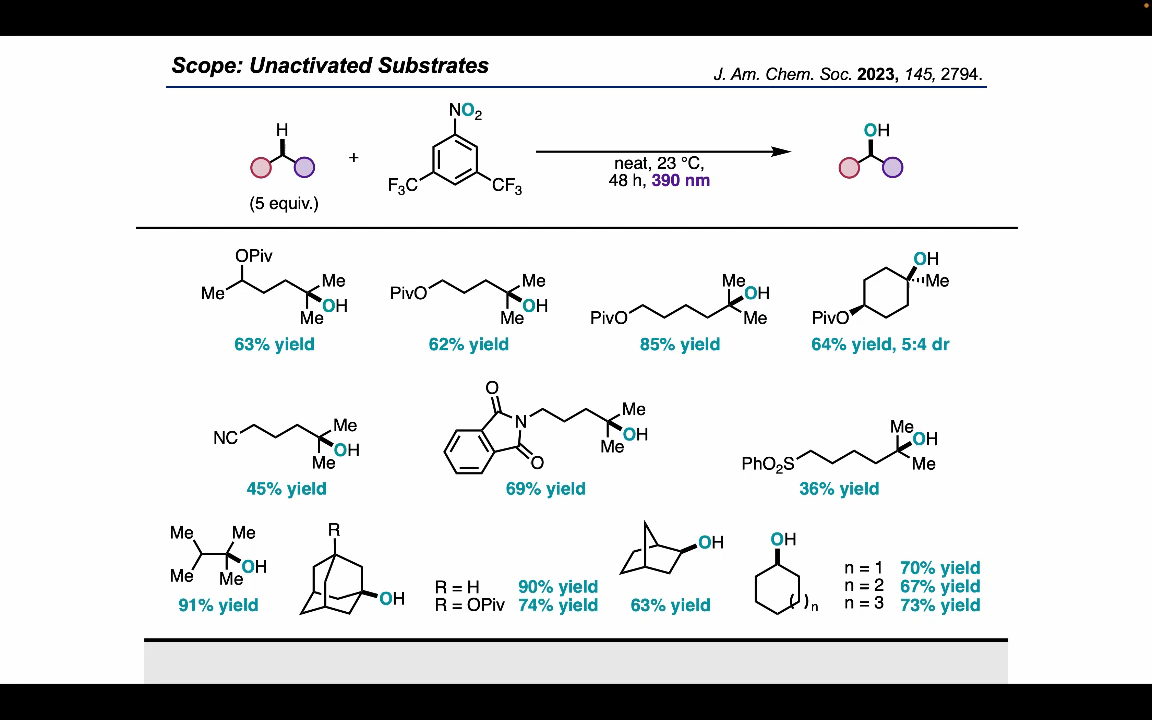 Scope: Unactivated Substrates
J. Am. Chem. Soc. 2023, 145, 2794.
H
(5 equiv.)
+
NO2
F3C
CF3
neat, 23 °C,
48 h, 390 nm
OH
OPiv
Me
Me
OH
Me
63% yield
PivO
Me
OH
Me
62% yield
PivO
Me
OH
Me
85% yield
OH
Me
PivO
64% yield, 5:4 dr
NC
Me
OH
Me
45% yield
O
N
O
Me
OH
Me
69% yield
PhO2S
Me
OH
Me
36% yield
Me
Me
Me
Me
OH
91% yield
R
OH
R = H 90% yield
R = OPiv 74% yield
OH
63% yield
OH
( )n
n = 1 70% yield
n = 2 67% yield
n = 3 73% yield